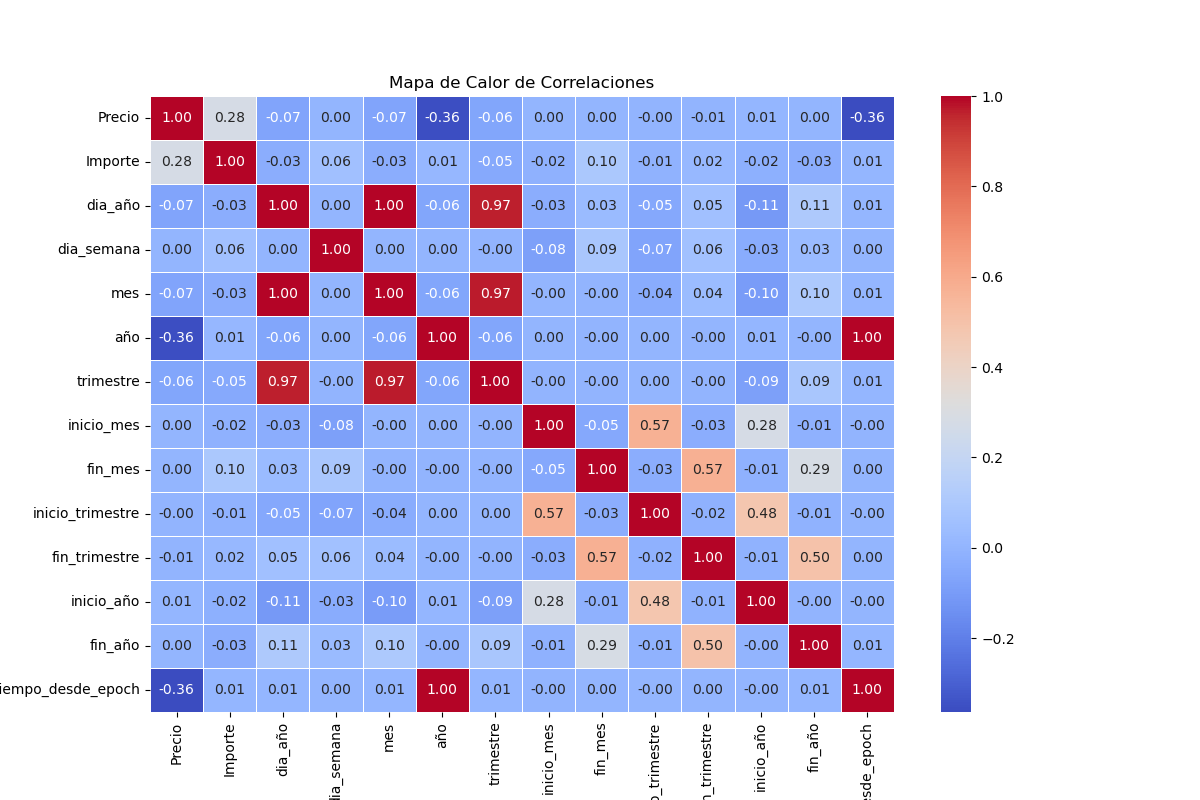 Mapa de Calor de Correlaciones
Precio 1.00 0.28 -0.07 0.00 -0.07 -0.36 -0.06 0.00 0.00 -0.00 -0.01 0.01 0.00 -0.36
Importe 0.28 1.00 -0.03 0.06 -0.03 0.01 -0.05 -0.02 0.10 -0.01 0.02 -0.02 -0.03 0.01
dia_año -0.07 -0.03 1.00 0.00 1.00 -0.06 0.97 -0.03 0.03 -0.05 0.05 -0.11 0.11 0.01
dia_semana 0.00 0.06 0.00 1.00 0.00 0.00 -0.00 -0.08 0.09 -0.07 0.06 -0.03 0.03 0.00
mes -0.07 -0.03 1.00 0.00 1.00 -0.06 0.97 -0.00 -0.00 -0.04 0.04 -0.10 0.10 0.01
año -0.36 0.01 -0.06 0.00 -0.06 1.00 -0.06 0.00 -0.00 0.00 -0.00 0.01 -0.00 1.00
trimestre -0.06 -0.05 0.97 -0.00 0.97 -0.06 1.00 -0.00 -0.00 0.00 -0.00 -0.09 0.09 0.01
inicio_mes 0.00 -0.02 -0.03 -0.08 -0.00 0.00 -0.00 1.00 -0.05 0.57 -0.03 0.28 -0.01 -0.00
fin_mes 0.00 0.10 0.03 0.09 -0.00 -0.00 -0.00 -0.05 1.00 -0.03 0.57 -0.01 0.29 0.00
inicio_trimestre -0.00 -0.01 -0.05 -0.07 -0.04 0.00 0.00 0.57 -0.03 1.00 -0.02 0.48 -0.01 -0.00
fin_trimestre -0.01 0.02 0.05 0.06 0.04 -0.00 -0.00 -0.03 0.57 -0.02 1.00 -0.01 0.50 0.00
inicio_año 0.01 -0.02 -0.11 -0.03 -0.10 0.01 -0.09 0.28 -0.01 0.48 -0.01 1.00 -0.00 -0.00
fin_año 0.00 -0.03 0.11 0.03 0.10 -0.00 0.09 -0.01 0.29 -0.01 0.50 -0.00 1.00 0.01
iempo_desde_epoch -0.36 0.01 0.01 0.00 0.01 1.00 0.01 -0.00 0.00 -0.00 0.00 -0.00 0.01 1.00
Precio
Importe
dia_año
dia_semana
mes
año
trimestre
inicio_mes
fin_mes
o_trimestre
n_trimestre
inicio_año
fin_año
esde_epoch
1.0
0.8
0.6
0.4
0.2
0.0
−0.2